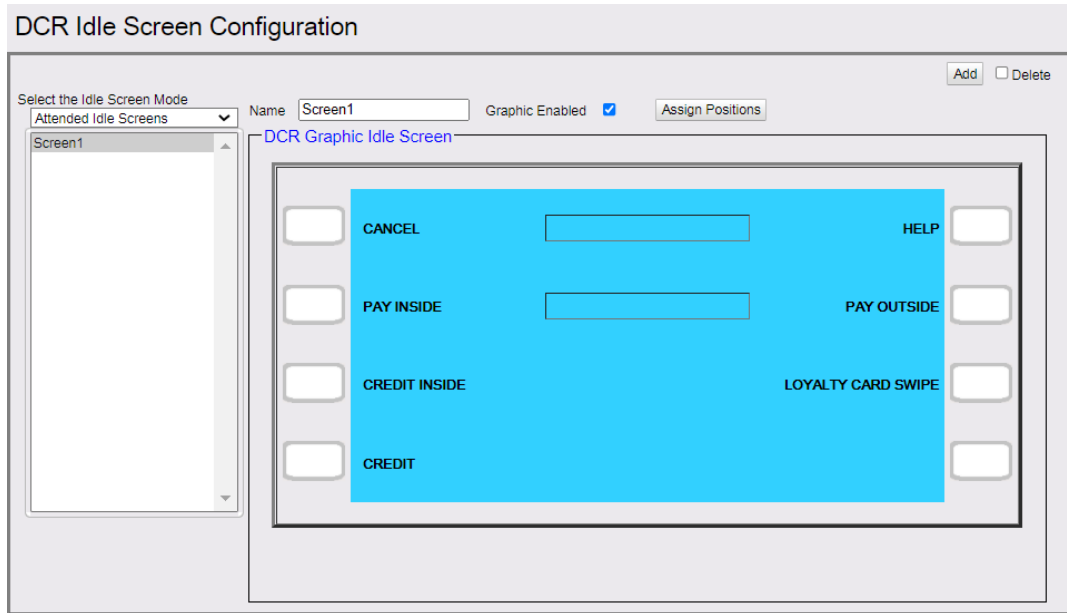 DCR Idle Screen Configuration
Add Delete
Select the Idle Screen Mode
Attended Idle Screens
Name Screen1 Graphic Enabled Assign Positions
Screen1
DCR Graphic Idle Screen
CANCEL HELP
PAY INSIDE PAY OUTSIDE
CREDIT INSIDE LOYALTY CARD SWIPE
CREDIT